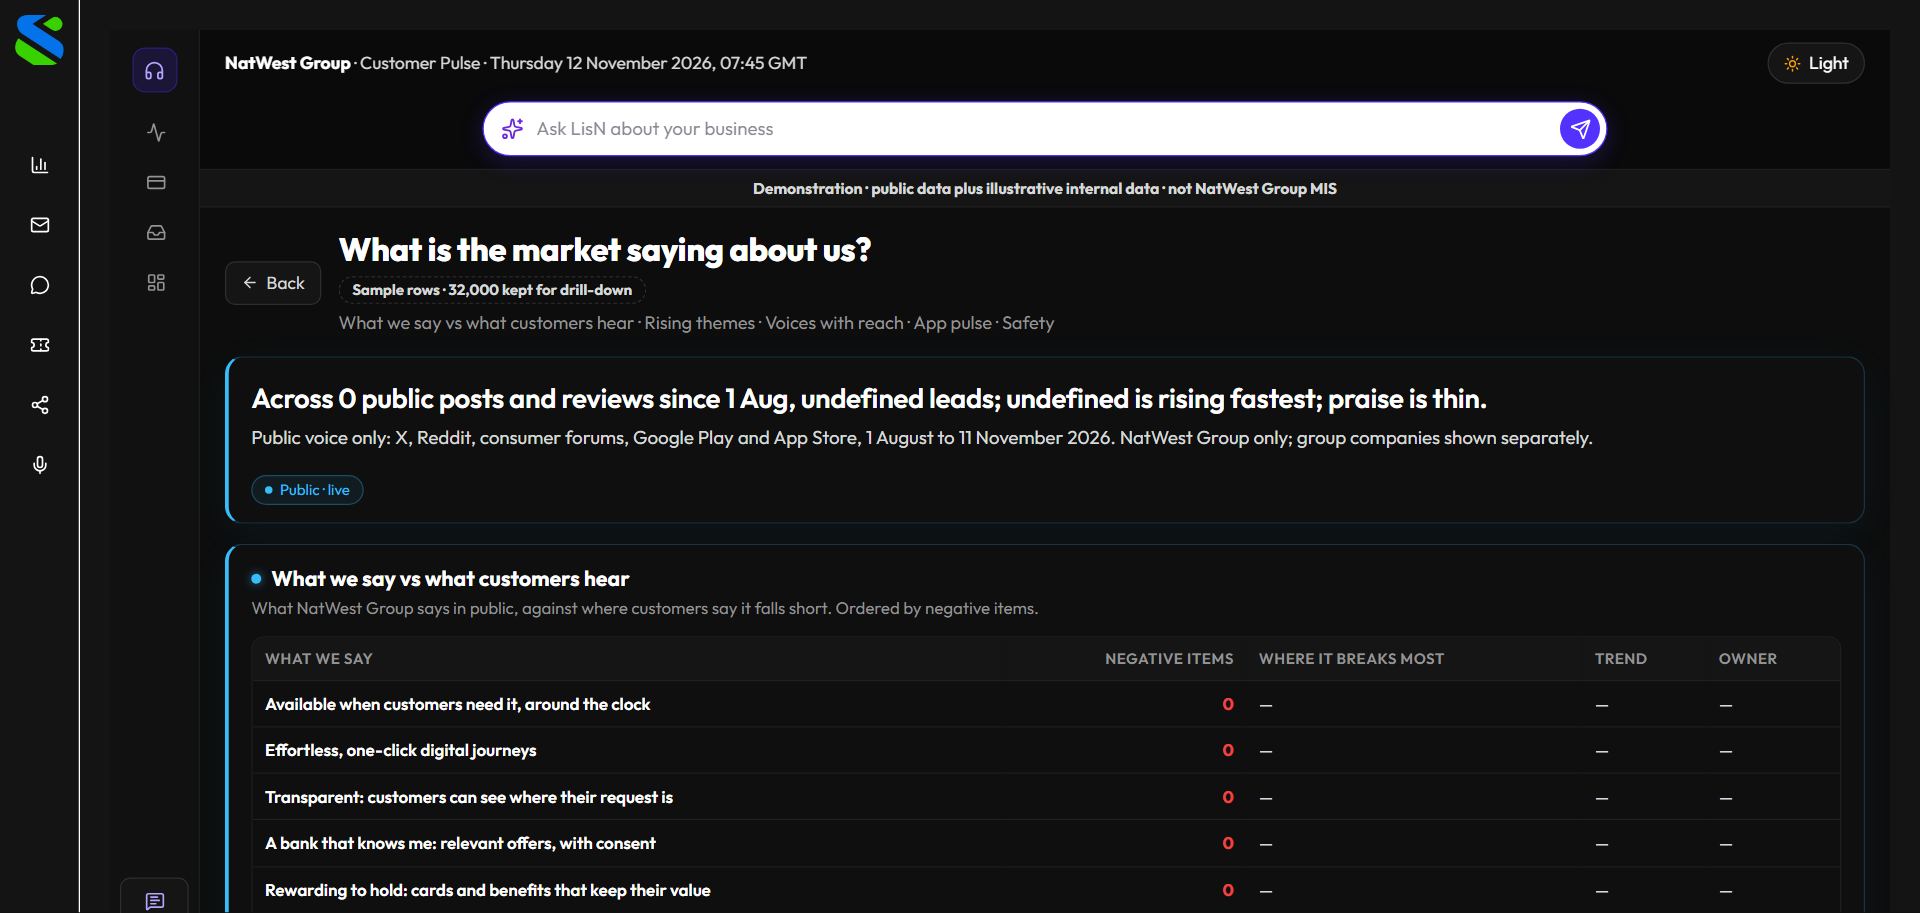 NatWest Group · Customer Pulse · Thursday 12 November 2026, 07:45 GMT
Light
Ask LisN about your business
Demonstration · public data plus illustrative internal data · not NatWest Group MIS
Back
What is the market saying about us?
Sample rows · 32,000 kept for drill-down
What we say vs what customers hear · Rising themes · Voices with reach · App pulse · Safety
Across 0 public posts and reviews since 1 Aug, undefined leads; undefined is rising fastest; praise is thin.
Public voice only: X, Reddit, consumer forums, Google Play and App Store, 1 August to 11 November 2026. NatWest Group only; group companies shown separately.
Public · live
What we say vs what customers hear
What NatWest Group says in public, against where customers say it falls short. Ordered by negative items.
WHAT WE SAY NEGATIVE ITEMS WHERE IT BREAKS MOST TREND OWNER
Available when customers need it, around the clock 0 — — —
Effortless, one-click digital journeys 0 — — —
Transparent: customers can see where their request is 0 — — —
A bank that knows me: relevant offers, with consent 0 — — —
Rewarding to hold: cards and benefits that keep their value 0 — — —